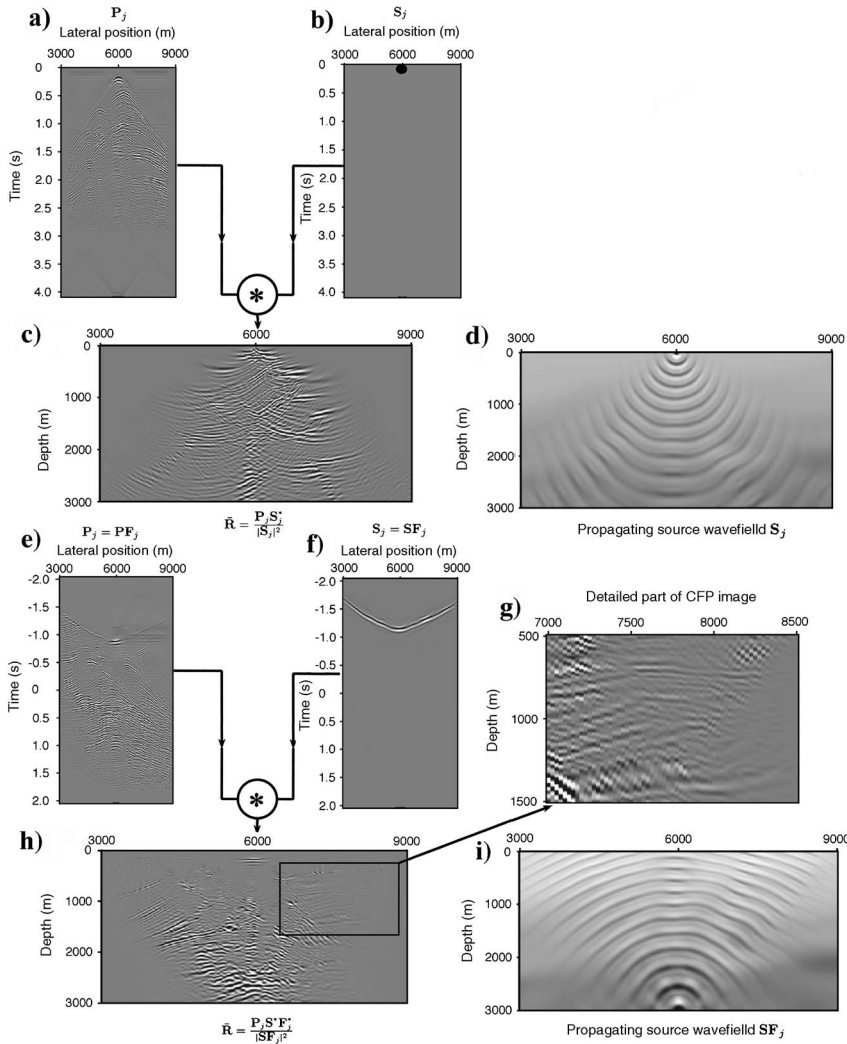 a)
P_j
Lateral position (m)
3000 6000 9000
Time (s)
0
0.5
1.0
1.5
2.0
2.5
3.0
3.5
4.0
b)
S_j
Lateral position (m)
3000 6000 9000
Time (s)
0
0.5
1.0
1.5
2.0
2.5
3.0
3.5
4.0
*
c)
3000 6000 9000
Depth (m)
0
1000
2000
3000
R̄ = P_jS_j^* / |S_j|^2
d)
3000 6000 9000
Depth (m)
0
1000
2000
3000
Propagating source wavefielld S_j
e)
P_j = PF_j
Lateral position (m)
3000 6000 9000
Time (s)
-2.0
-1.5
-1.0
-0.5
0
0.5
1.0
1.5
2.0
f)
S_j = SF_j
Lateral position (m)
3000 6000 9000
Time (s)
-2.0
-1.5
-1.0
-0.5
0
0.5
1.0
1.5
2.0
*
g)
Detailed part of CFP image
7000 7500 8000 8500
Depth (m)
500
1000
1500
h)
3000 6000 9000
Depth (m)
0
1000
2000
3000
R̄ = P_jS^*F_j^* / |SF_j|^2
i)
3000 6000 9000
Depth (m)
0
1000
2000
3000
Propagating source wavefielld SF_j